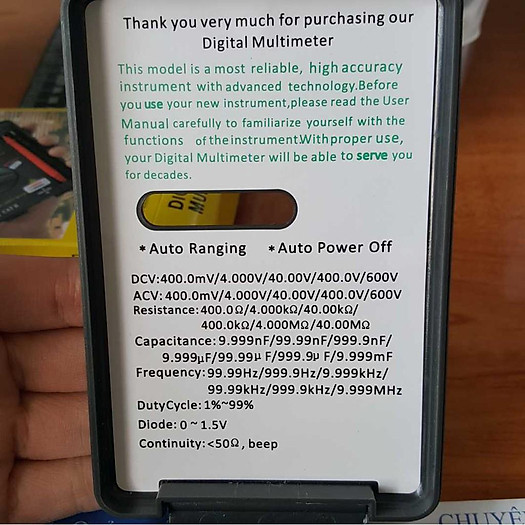 Thank you very much for purchasing our
Digital Multimeter
This model is a most reliable, high accuracy
instrument with advanced technology.Before
you use your new instrument,please read the User
Manual carefully to familiarize yourself with the
functions of the instrument.With proper use,
your Digital Multimeter will be able to serve you
for decades.
DI
MU
* Auto Ranging * Auto Power Off
DCV:400.0mV/4.000V/40.00V/400.0V/600V
ACV:400.0mV/4.000V/40.00V/400.0V/600V
Resistance:400.0Ω/4.000kΩ/40.00kΩ/
400.0kΩ/4.000MΩ/40.00MΩ
Capacitance:9.999nF/99.99nF/999.9nF/
9.999μF/99.99μF/999.9μF/9.999mF
Frequency:99.99Hz/999.9Hz/9.999kHz/
99.99kHz/999.9kHz/9.999MHz
DutyCycle:1%~99%
Diode:0~1.5V
Continuity:<50Ω, beep
CHUYÊ